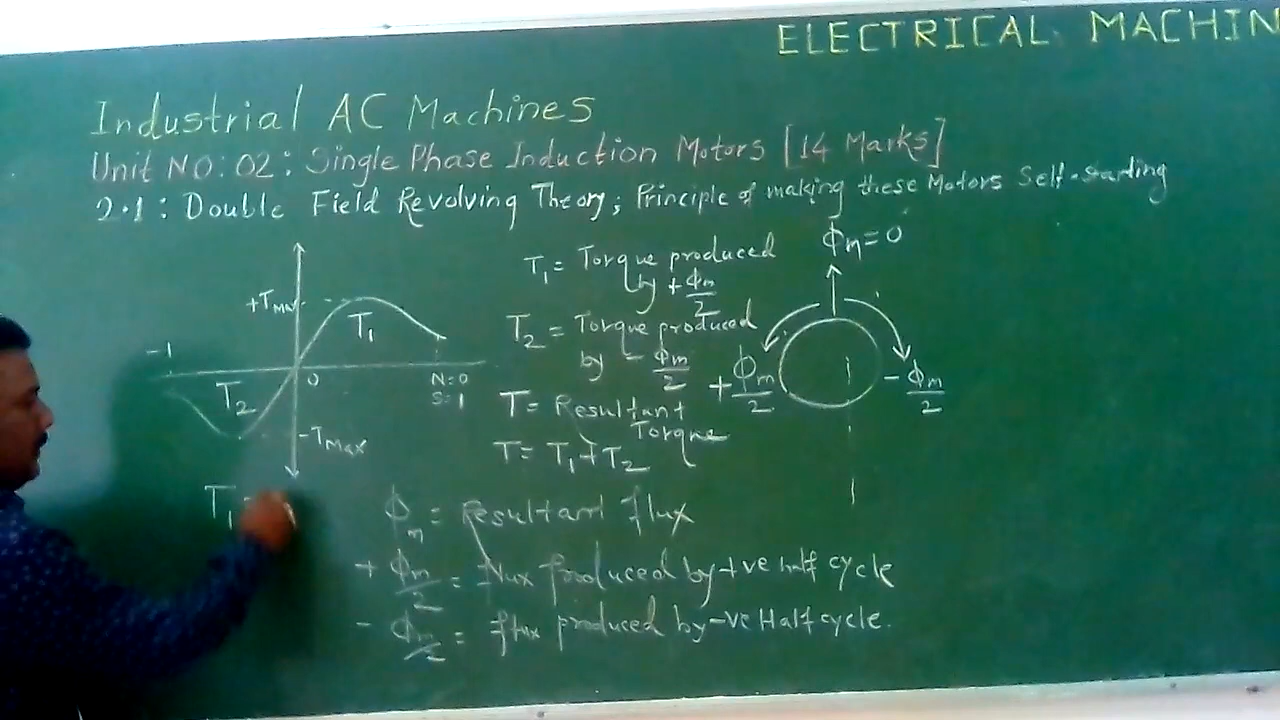 ELECTRICAL MACHIN
Industrial AC Machines
Unit NO: 02: Single Phase Induction Motors [14 Marks]
2.1: Double Field Revolving Theory; Principle of making these Motors Self-starting
+TMax
T1
-1
0
N=0
S=1
T2
-TMax
T1 =
T1 = Torque produced
by +ϕm/2
T2 = Torque produced
by -ϕm/2
T = Resultant
Torque
T = T1 + T2
ϕm = 0
+ϕm/2
-ϕm/2
ϕm = Resultant flux
+ϕm/2 = flux produced by +ve half cycle
-ϕm/2 = flux produced by -ve Half cycle.